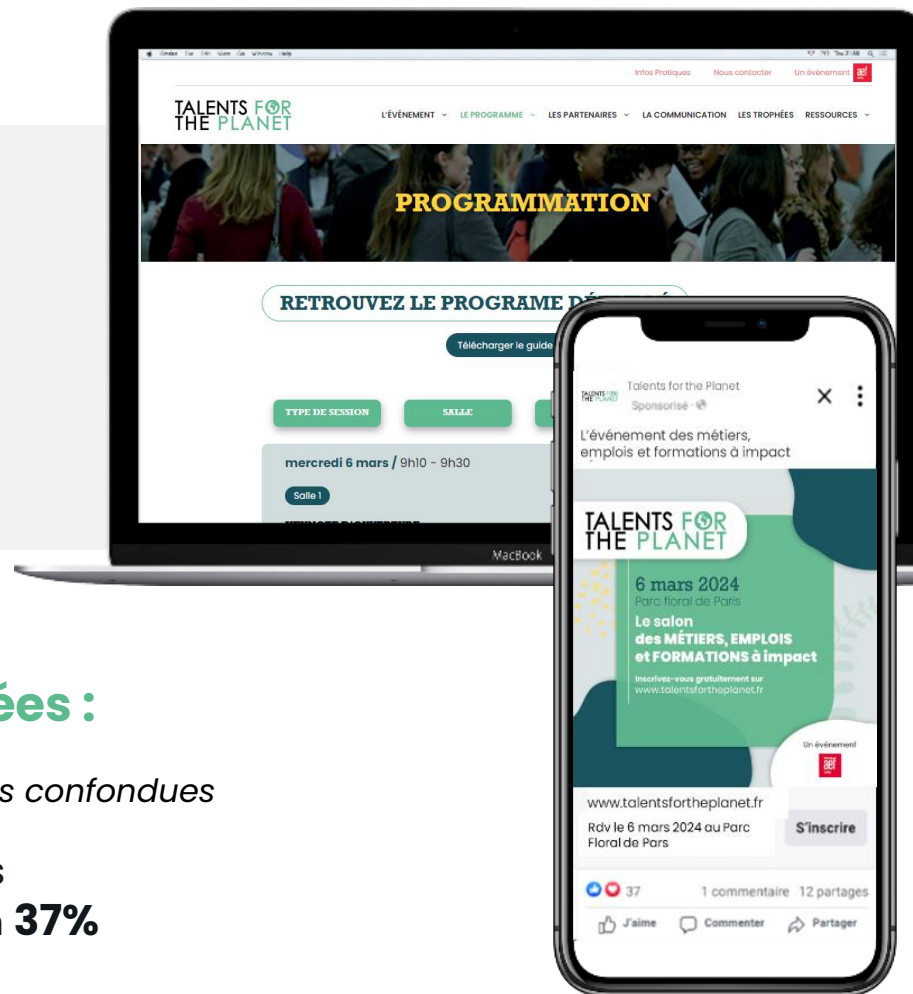 Infos Pratiques Nous contacter Un événement aef
TALENTS FOR
THE PLANET
L'ÉVÉNEMENT LE PROGRAMME LES PARTENAIRES LA COMMUNICATION LES TROPHÉES RESSOURCES
PROGRAMMATION
RETROUVEZ LE PROGRAME
Télécharger le guide
TYPE DE SESSION SALLE
mercredi 6 mars / 9h10 - 9h30
Salle 1
MacBook
Talents for the Planet
Sponsorisé
L'événement des métiers,
emplois et formations à impact
TALENTS FOR
THE PLANET
6 mars 2024
Parc floral de Paris
Le salon
des MÉTIERS, EMPLOIS
et FORMATIONS à impact
Inscrivez-vous gratuitement sur
www.talentsfortheplanet.fr
Un événement
aef
www.talentsfortheplanet.fr
Rdv le 6 mars 2024 au Parc
Floral de Pars
S'inscrire
37 1 commentaire 12 partages
J'aime Commenter Partager
ées :
s confondues
s
37%